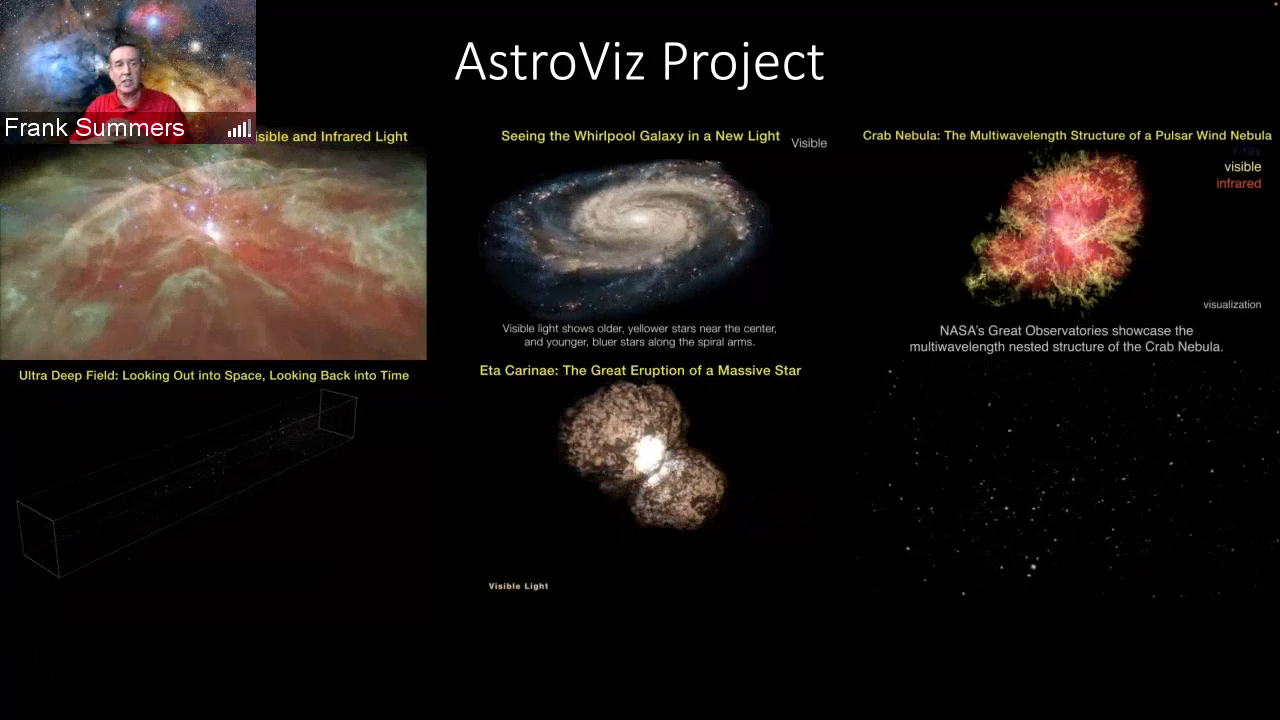 AstroViz Project
Frank Summers
isible and Infrared Light
Seeing the Whirlpool Galaxy in a New Light
Visible
Crab Nebula: The Multiwavelength Structure of a Pulsar Wind Nebula
x-ray
visible
infrared
visualization
Visible light shows older, yellower stars near the center,
and younger, bluer stars along the spiral arms.
NASA's Great Observatories showcase the
multiwavelength nested structure of the Crab Nebula.
Ultra Deep Field: Looking Out into Space, Looking Back into Time
Eta Carinae: The Great Eruption of a Massive Star
Visible Light